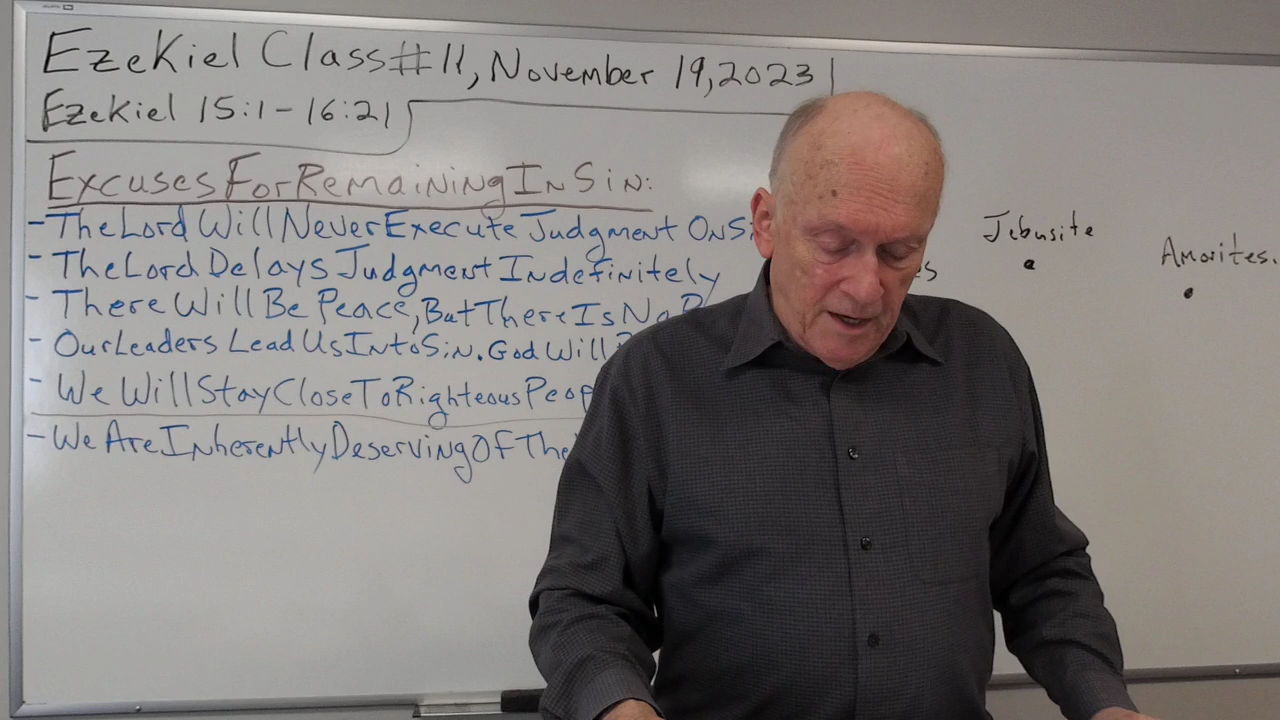 Ezekiel Class #11, November 19, 2023
Ezekiel 15:1-16:21
Excuses For Remaining In Sin:
- The Lord Will Never Execute Judgment On
- The Lord Delays Judgment Indefinitely
- There Will Be Peace, But There Is No
- Our Leaders Lead Us Into Sin. God Will
- We Will Stay Close To Righteous
- We Are Inherently Deserving Of
Jebusite
Amorites.